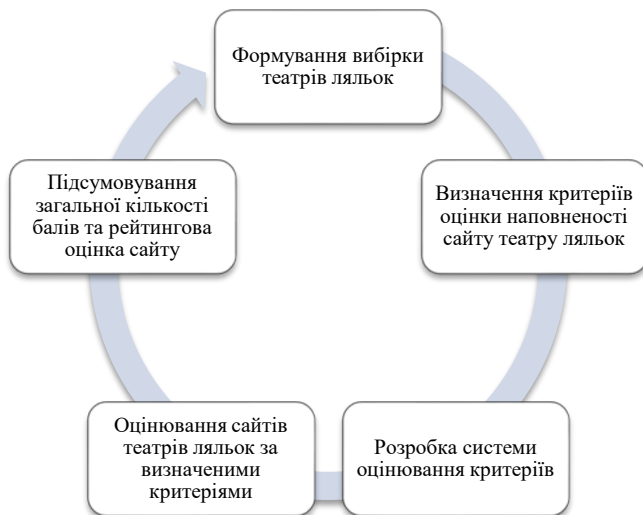 Формування вибірки
театрів ляльок
Визначення критеріїв
оцінки наповненості
сайту театру ляльок
Розробка системи
оцінювання критеріїв
Оцінювання сайтів
театрів ляльок за
визначеними
критеріями
Підсумовування
загальної кількості
балів та рейтингова
оцінка сайту